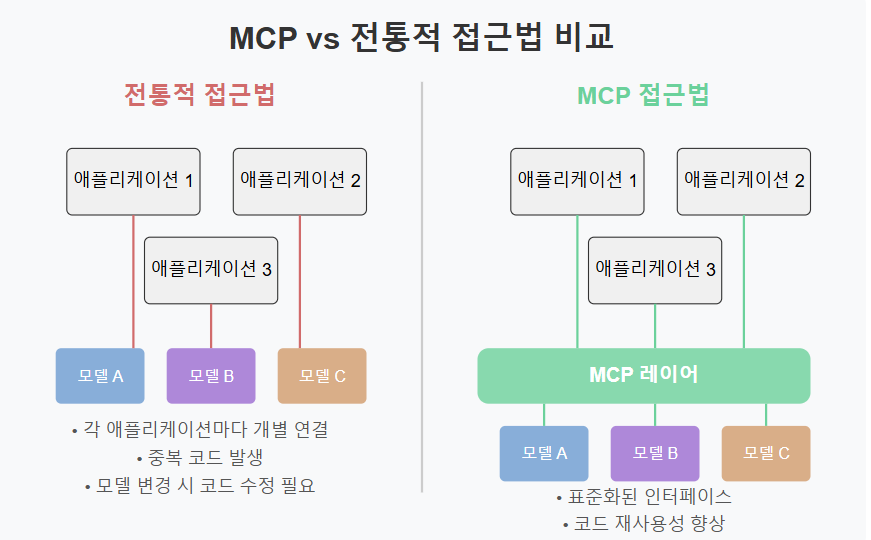 MCP vs 전통적 접근법 비교
전통적 접근법
애플리케이션 1
애플리케이션 2
애플리케이션 3
모델 A
모델 B
모델 C
• 각 애플리케이션마다 개별 연결
• 중복 코드 발생
• 모델 변경 시 코드 수정 필요
MCP 접근법
애플리케이션 1
애플리케이션 2
애플리케이션 3
MCP 레이어
모델 A
모델 B
모델 C
• 표준화된 인터페이스
• 코드 재사용성 향상